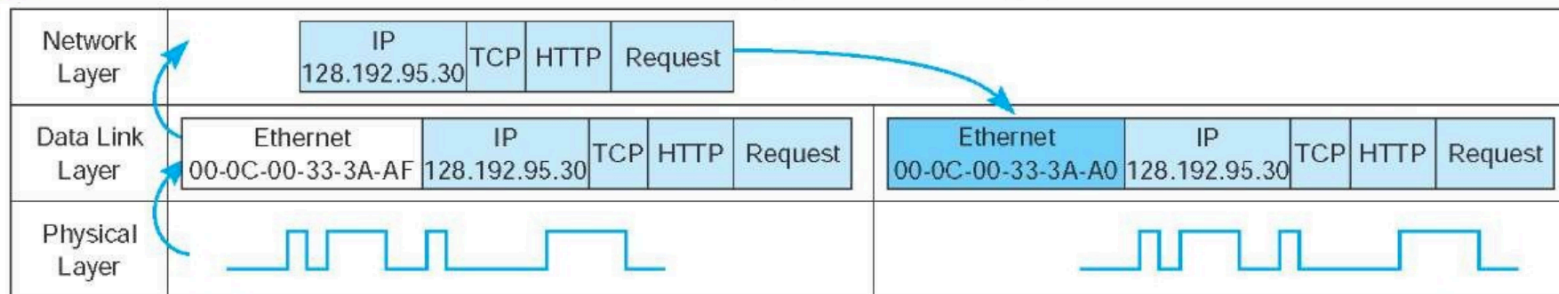 Network
Layer
IP
128.192.95.30
TCP
HTTP
Request
Data Link
Layer
Ethernet
00-0C-00-33-3A-AF
IP
128.192.95.30
TCP
HTTP
Request
Ethernet
00-0C-00-33-3A-A0
IP
128.192.95.30
TCP
HTTP
Request
Physical
Layer